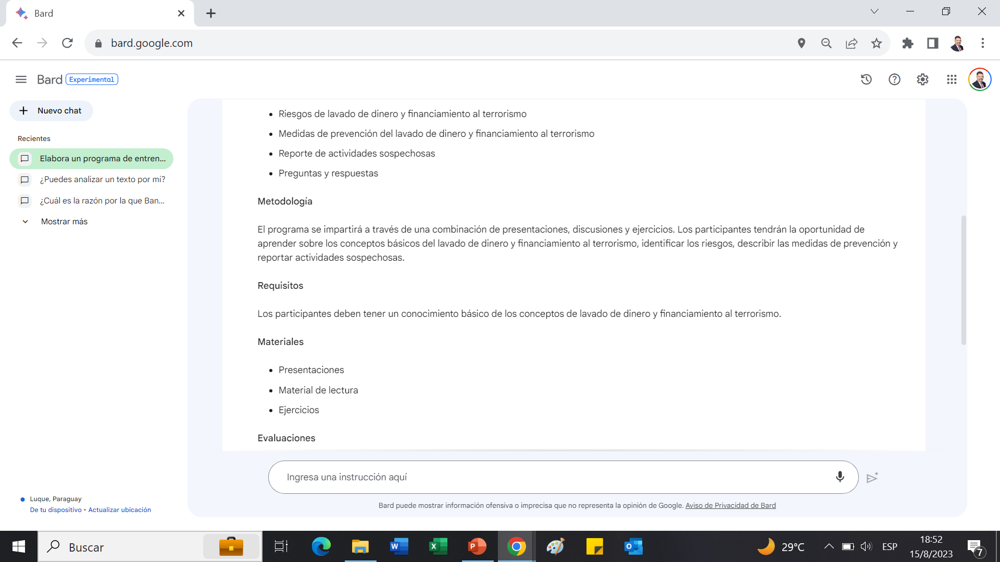 Bard
bard.google.com
Bard Experimental
Nuevo chat
Recientes
Elabora un programa de entren...
¿Puedes analizar un texto por mí?
¿Cuál es la razón por la que Ban...
Mostrar más
Luque, Paraguay
De tu dispositivo • Actualizar ubicación
Riesgos de lavado de dinero y financiamiento al terrorismo
Medidas de prevención del lavado de dinero y financiamiento al terrorismo
Reporte de actividades sospechosas
Preguntas y respuestas
Metodología
El programa se impartirá a través de una combinación de presentaciones, discusiones y ejercicios. Los participantes tendrán la oportunidad de
aprender sobre los conceptos básicos del lavado de dinero y financiamiento al terrorismo, identificar los riesgos, describir las medidas de prevención y
reportar actividades sospechosas.
Requisitos
Los participantes deben tener un conocimiento básico de los conceptos de lavado de dinero y financiamiento al terrorismo.
Materiales
Presentaciones
Material de lectura
Ejercicios
Evaluaciones
Ingresa una instrucción aquí
Bard puede mostrar información ofensiva o imprecisa que no representa la opinión de Google. Aviso de Privacidad de Bard
Buscar
29°C
ESP
18:52
15/8/2023
7